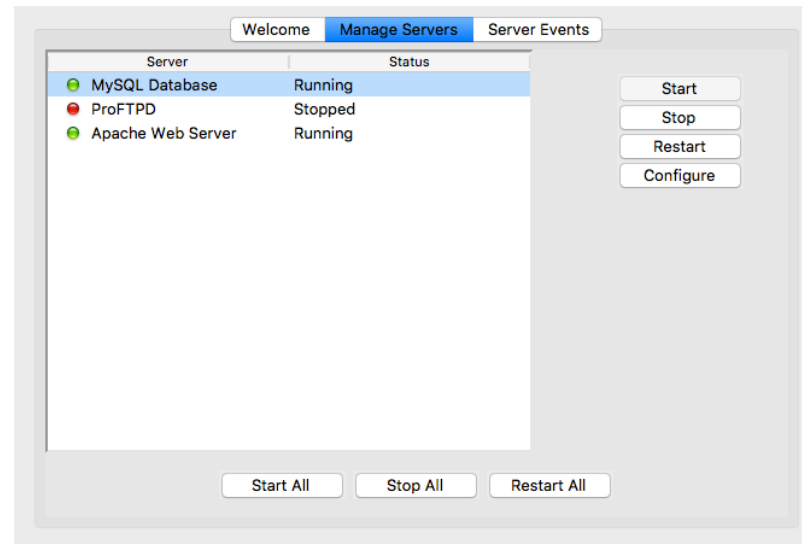 Welcome Manage Servers Server Events
Server Status
MySQL Database Running
ProFTPD Stopped
Apache Web Server Running
Start
Stop
Restart
Configure
Start All Stop All Restart All